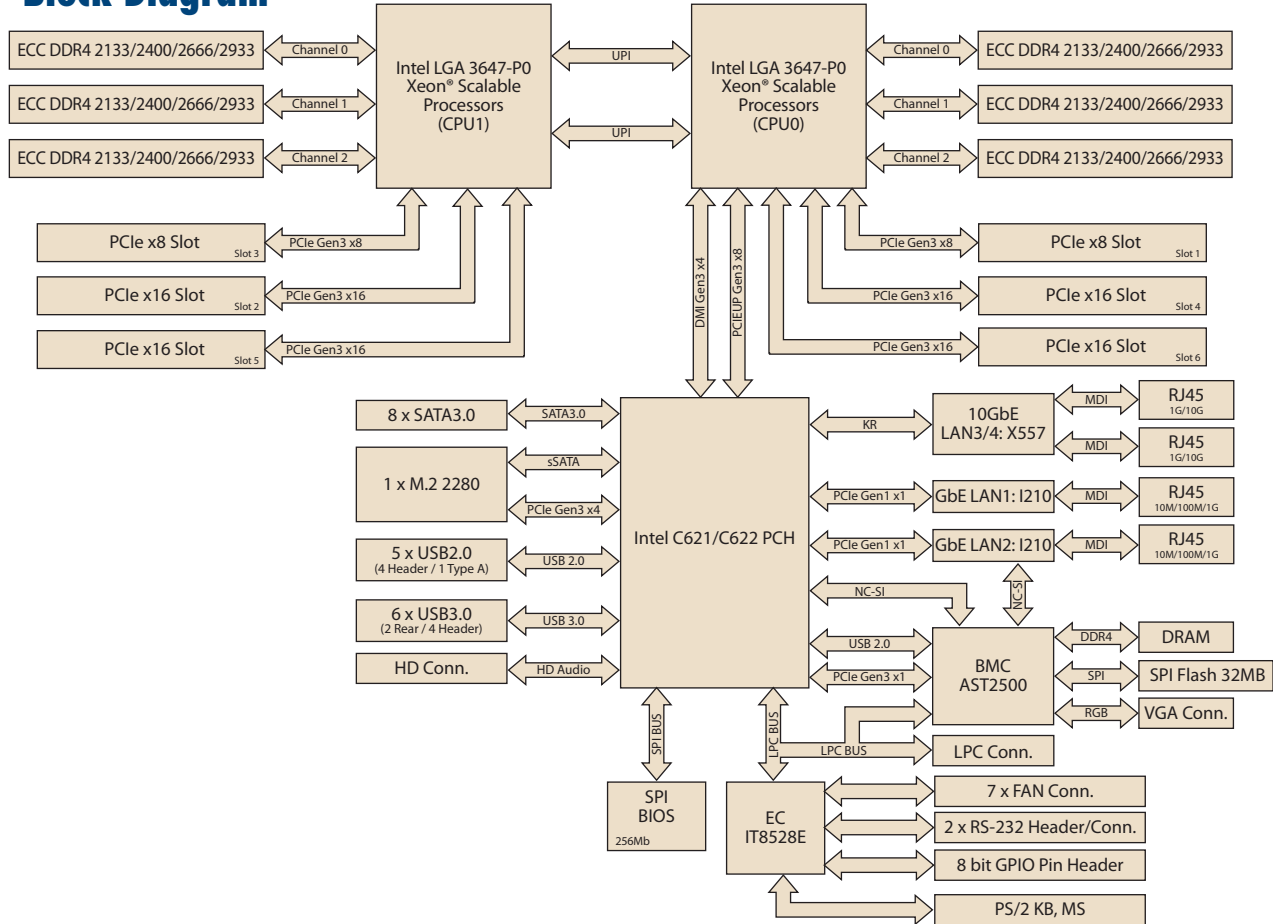 Block Diagram
ECC DDR4 2133/2400/2666/2933
Channel 0
ECC DDR4 2133/2400/2666/2933
Channel 1
ECC DDR4 2133/2400/2666/2933
Channel 2
Intel LGA 3647-P0
Xeon® Scalable
Processors
(CPU1)
UPI
UPI
Intel LGA 3647-P0
Xeon® Scalable
Processors
(CPU0)
Channel 0
ECC DDR4 2133/2400/2666/2933
Channel 1
ECC DDR4 2133/2400/2666/2933
Channel 2
ECC DDR4 2133/2400/2666/2933
PCIe x8 Slot
Slot 3
PCIe Gen3 x8
PCIe x16 Slot
Slot 2
PCIe Gen3 x16
PCIe x16 Slot
Slot 5
PCIe Gen3 x16
DMI Gen3 x4
PCIEUP Gen3 x8
PCIe Gen3 x8
PCIe x8 Slot
Slot 1
PCIe Gen3 x16
PCIe x16 Slot
Slot 4
PCIe Gen3 x16
PCIe x16 Slot
Slot 6
8 x SATA3.0
SATA3.0
1 x M.2 2280
sSATA
PCIe Gen3 x4
5 x USB2.0
(4 Header / 1 Type A)
USB 2.0
6 x USB3.0
(2 Rear / 4 Header)
USB 3.0
HD Conn.
HD Audio
Intel C621/C622 PCH
KR
10GbE
LAN3/4: X557
MDI
RJ45
1G/10G
MDI
RJ45
1G/10G
PCIe Gen1 x1
GbE LAN1: I210
MDI
RJ45
10M/100M/1G
PCIe Gen1 x1
GbE LAN2: I210
MDI
RJ45
10M/100M/1G
NC-SI
NC-SI
USB 2.0
PCIe Gen3 x1
BMC
AST2500
DDR4
DRAM
SPI
SPI Flash 32MB
RGB
VGA Conn.
SPI BUS
LPC BUS
LPC BUS
LPC Conn.
SPI
BIOS
256Mb
EC
IT8528E
7 x FAN Conn.
2 x RS-232 Header/Conn.
8 bit GPIO Pin Header
PS/2 KB, MS